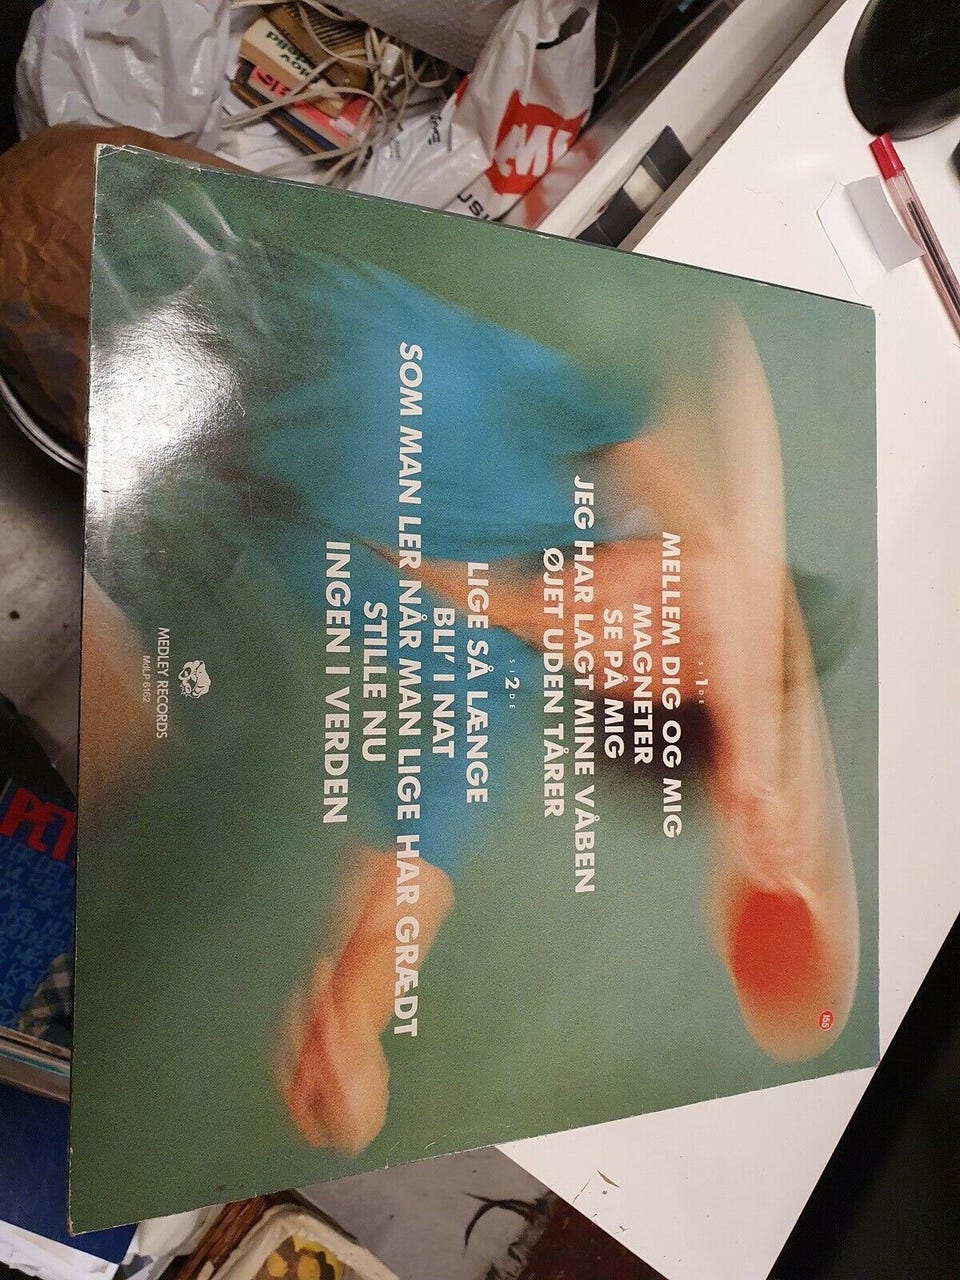 SIDE 1
MELLEM DIG OG MIG
MAGNETER
SE PÅ MIG
JEG HAR LAGT MINE VÅBEN
ØJET UDEN TÅRER
SIDE 2
LIGE SÅ LÆNGE
BLI' I NAT
SOM MAN LER NÅR MAN LIGE HAR GRÆDT
STILLE NU
INGEN I VERDEN
MEDLEY RECORDS
MdLP 6162
155
PET